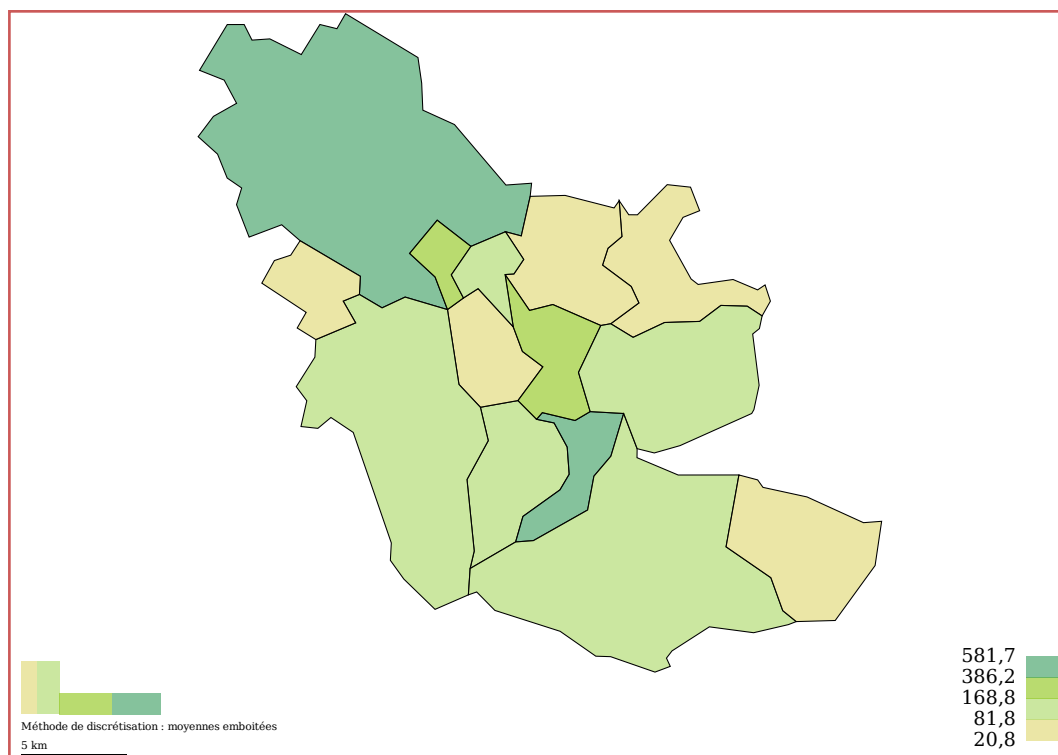 581,7
386,2
168,8
81,8
20,8
Méthode de discrétisation : moyennes emboitées
5 km